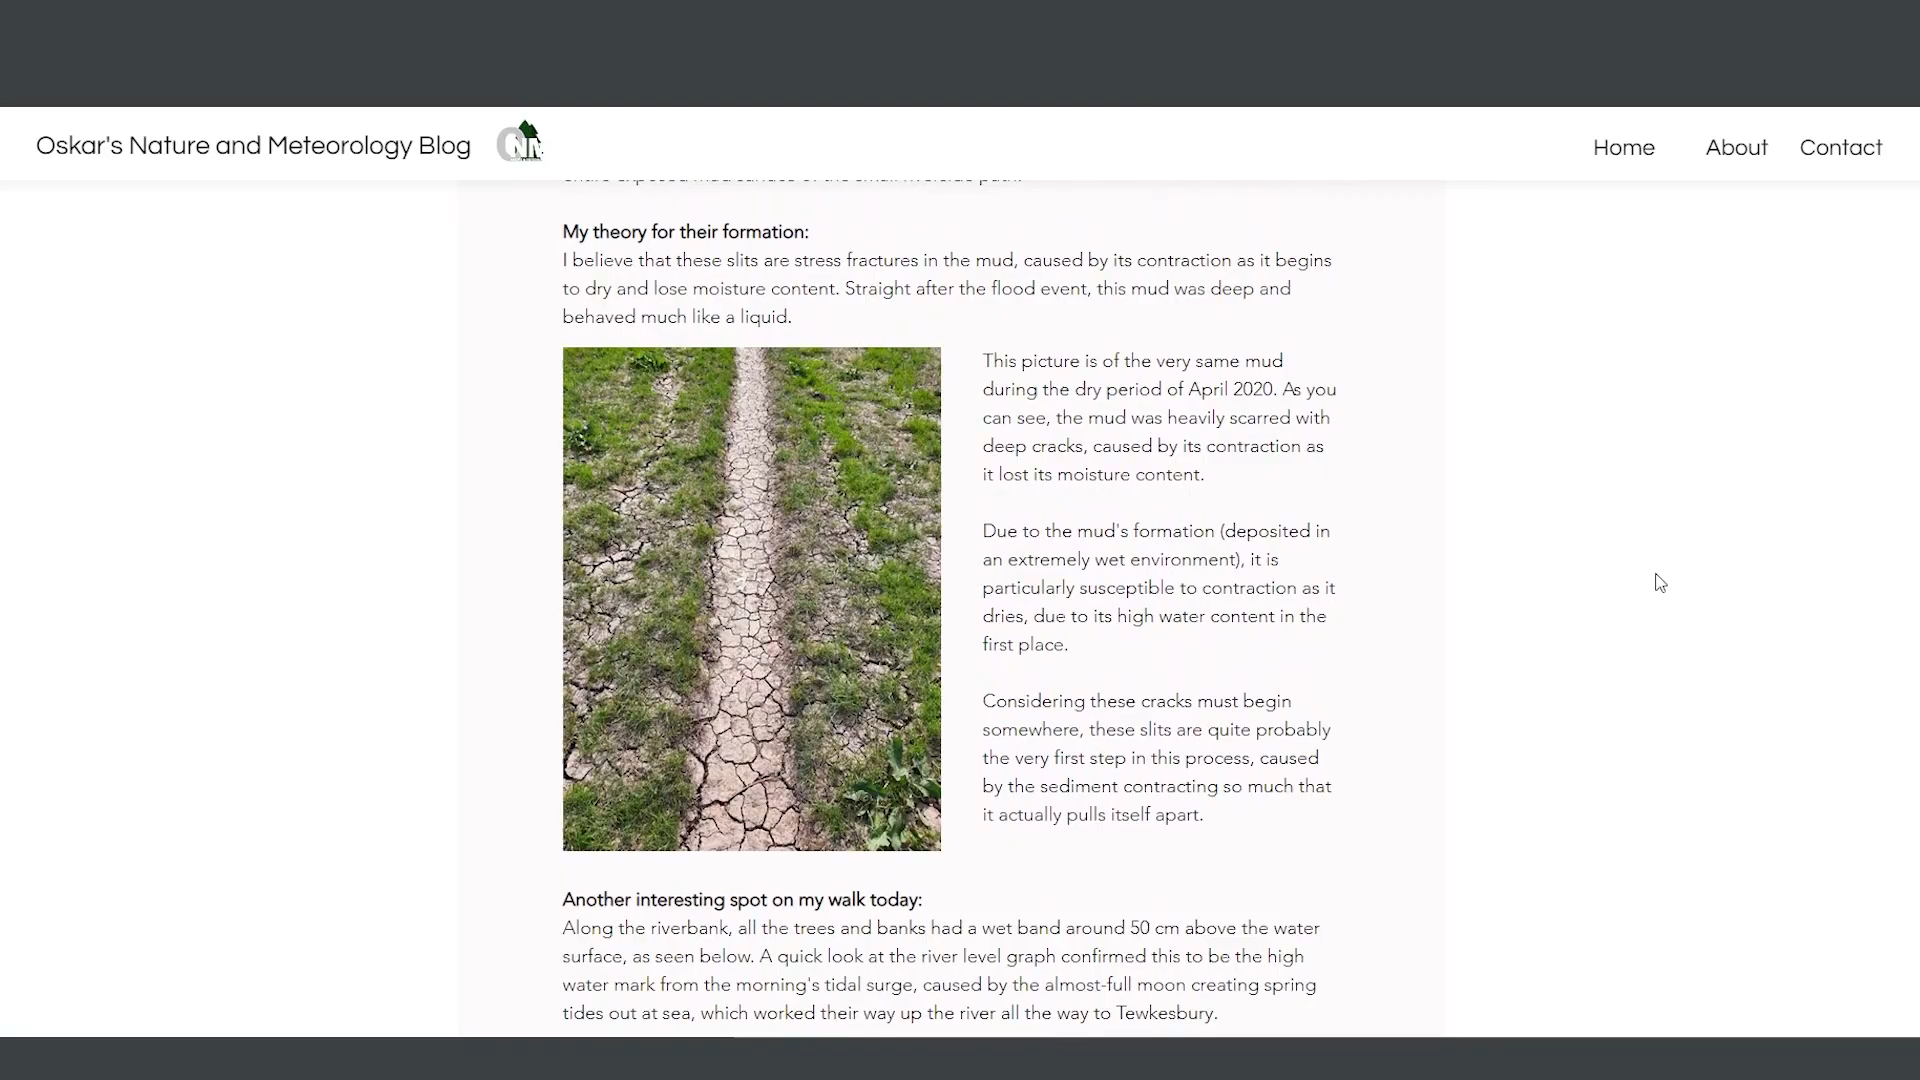 Oskar's Nature and Meteorology Blog
Home
About
Contact
My theory for their formation:
I believe that these slits are stress fractures in the mud, caused by its contraction as it begins
to dry and lose moisture content. Straight after the flood event, this mud was deep and
behaved much like a liquid.
This picture is of the very same mud
during the dry period of April 2020. As you
can see, the mud was heavily scarred with
deep cracks, caused by its contraction as
it lost its moisture content.
Due to the mud's formation (deposited in
an extremely wet environment), it is
particularly susceptible to contraction as it
dries, due to its high water content in the
first place.
Considering these cracks must begin
somewhere, these slits are quite probably
the very first step in this process, caused
by the sediment contracting so much that
it actually pulls itself apart.
Another interesting spot on my walk today:
Along the riverbank, all the trees and banks had a wet band around 50 cm above the water
surface, as seen below. A quick look at the river level graph confirmed this to be the high
water mark from the morning's tidal surge, caused by the almost-full moon creating spring
tides out at sea, which worked their way up the river all the way to Tewkesbury.